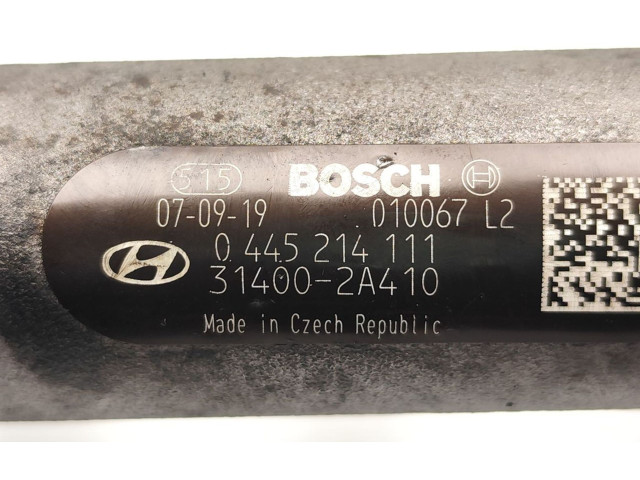 515 BOSCH
07-09-19 010067 L2
0 445 214 111
31400-2A410
Made in Czech Republic